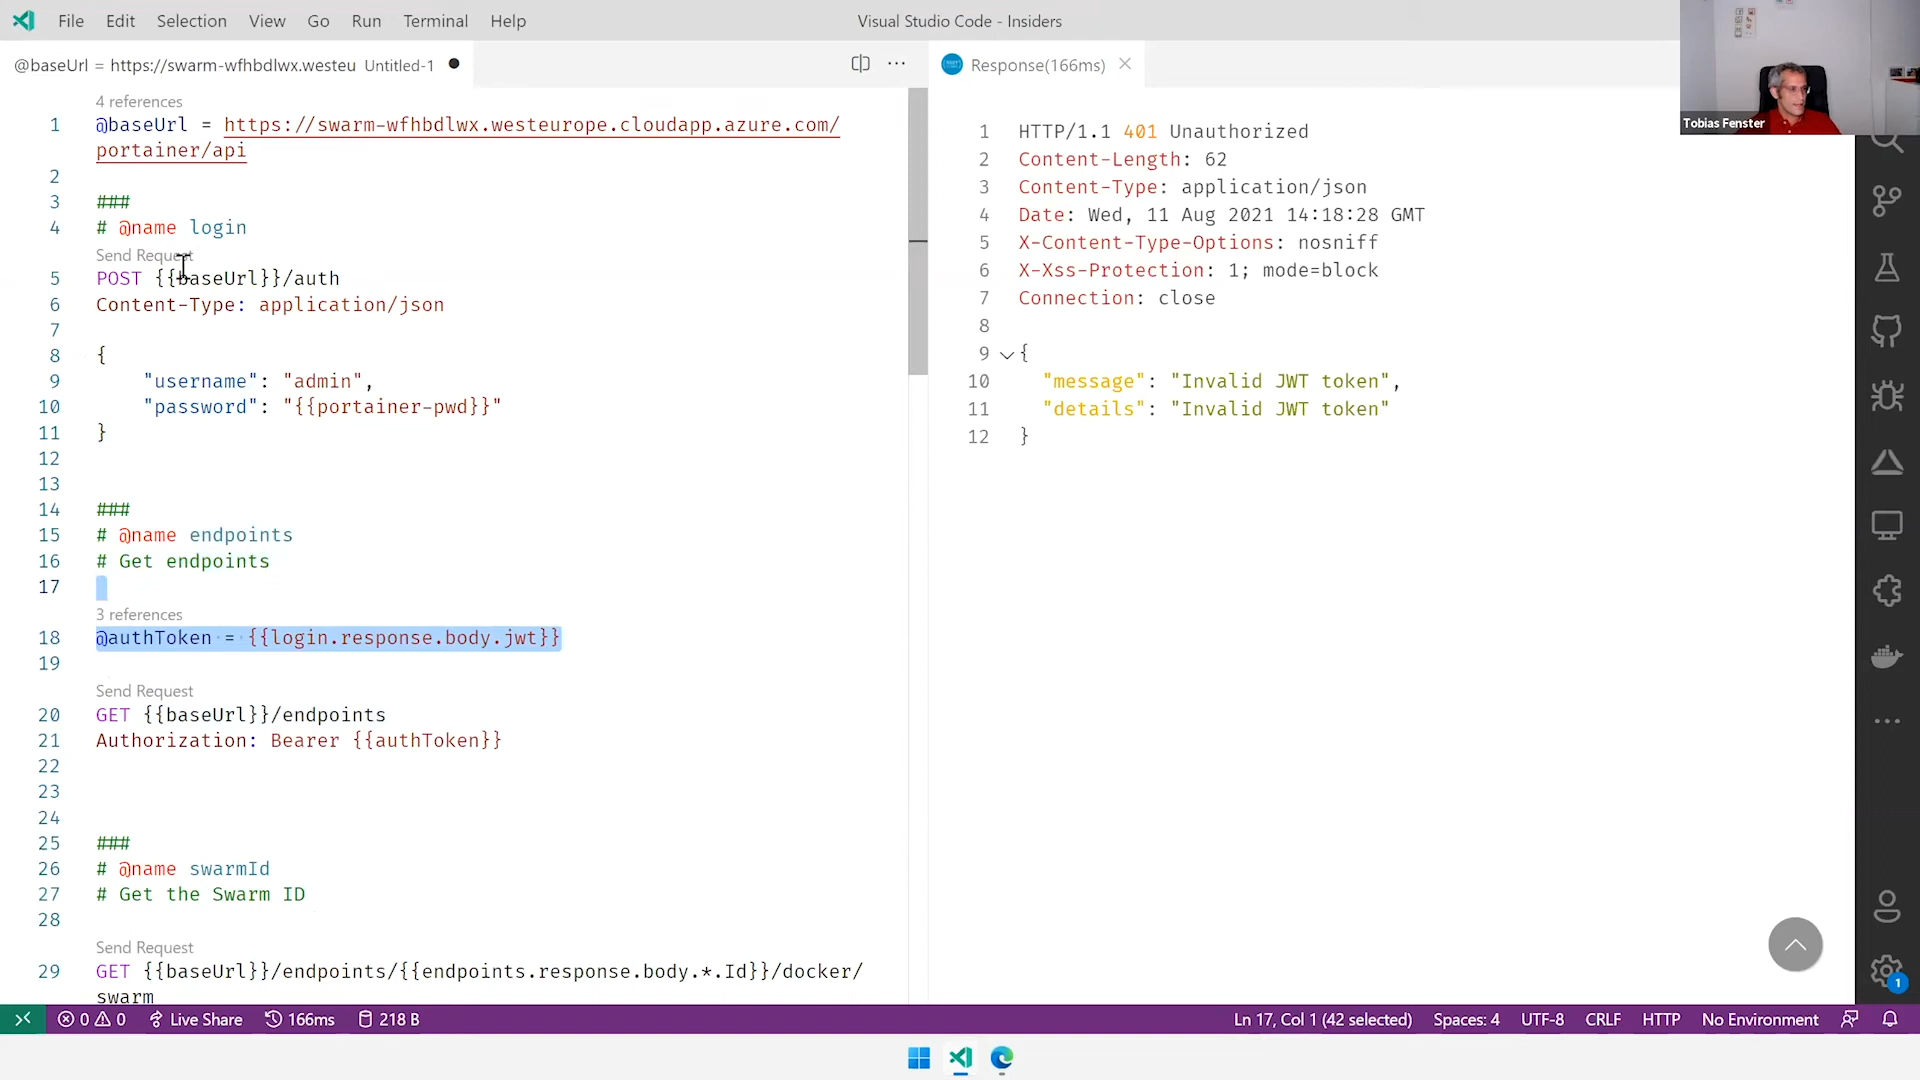 File Edit Selection View Go Run Terminal Help
Visual Studio Code - Insiders
@baseUrl = https://swarm-wfhbdlwx.westeu Untitled-1
4 references
1 @baseUrl = https://swarm-wfhbdlwx.westeurope.cloudapp.azure.com/
portainer/api
2
3 ###
4 # @name login
Send Request
5 POST {{baseUrl}}/auth
6 Content-Type: application/json
7
8 {
9 "username": "admin",
10 "password": "{{portainer-pwd}}"
11 }
12
13
14 ###
15 # @name endpoints
16 # Get endpoints
17
3 references
18 @authToken = {{login.response.body.jwt}}
19
Send Request
20 GET {{baseUrl}}/endpoints
21 Authorization: Bearer {{authToken}}
22
23
24
25 ###
26 # @name swarmId
27 # Get the Swarm ID
28
Send Request
29 GET {{baseUrl}}/endpoints/{{endpoints.response.body.*.Id}}/docker/
swarm
Response(166ms)
1 HTTP/1.1 401 Unauthorized
2 Content-Length: 62
3 Content-Type: application/json
4 Date: Wed, 11 Aug 2021 14:18:28 GMT
5 X-Content-Type-Options: nosniff
6 X-Xss-Protection: 1; mode=block
7 Connection: close
8
9 {
10 "message": "Invalid JWT token",
11 "details": "Invalid JWT token"
12 }
Tobias Fenster
1
0 0 Live Share 166ms 218 B
Ln 17, Col 1 (42 selected) Spaces: 4 UTF-8 CRLF HTTP No Environment